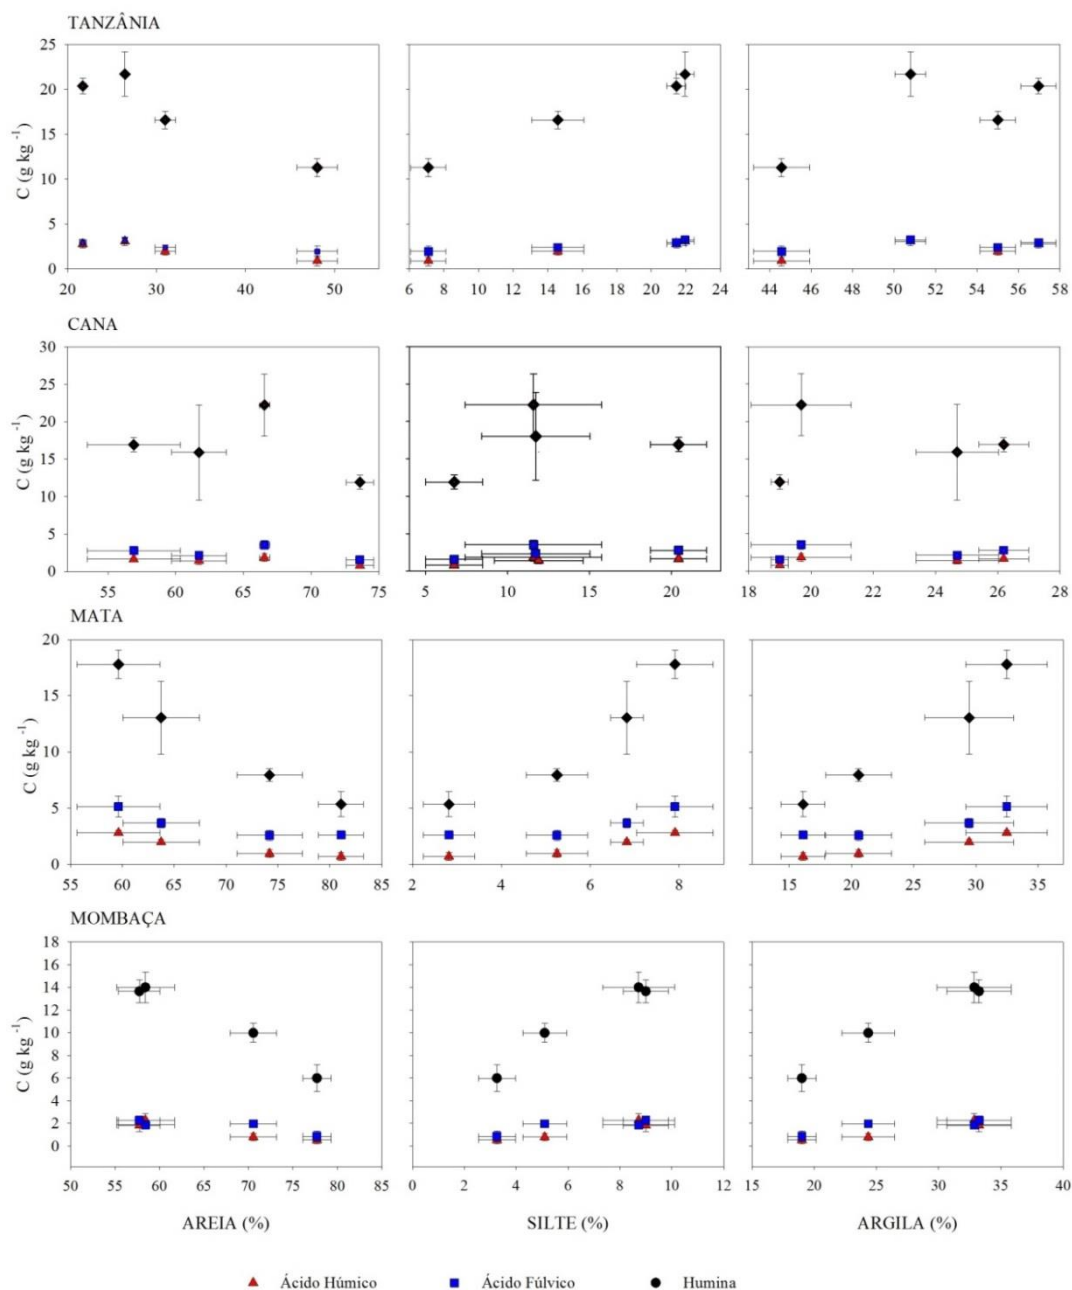 TANZÂNIA
25
20
15
10
5
0
C (g kg -1)
20 30 40 50
6 8 10 12 14 16 18 20 22 24
44 46 48 50 52 54 56 58
CANA
30
25
20
15
10
5
0
C (g kg -1)
55 60 65 70 75
5 10 15 20
18 20 22 24 26 28
MATA
20
15
10
5
0
C (g kg -1)
55 60 65 70 75 80 85
2 4 6 8
15 20 25 30 35
MOMBAÇA
18
16
14
12
10
8
6
4
2
0
C (g kg -1)
50 55 60 65 70 75 80 85
0 2 4 6 8 10 12
15 20 25 30 35 40
AREIA (%) SILTE (%) ARGILA (%)
Ácido Húmico Ácido Fúlvico Humina